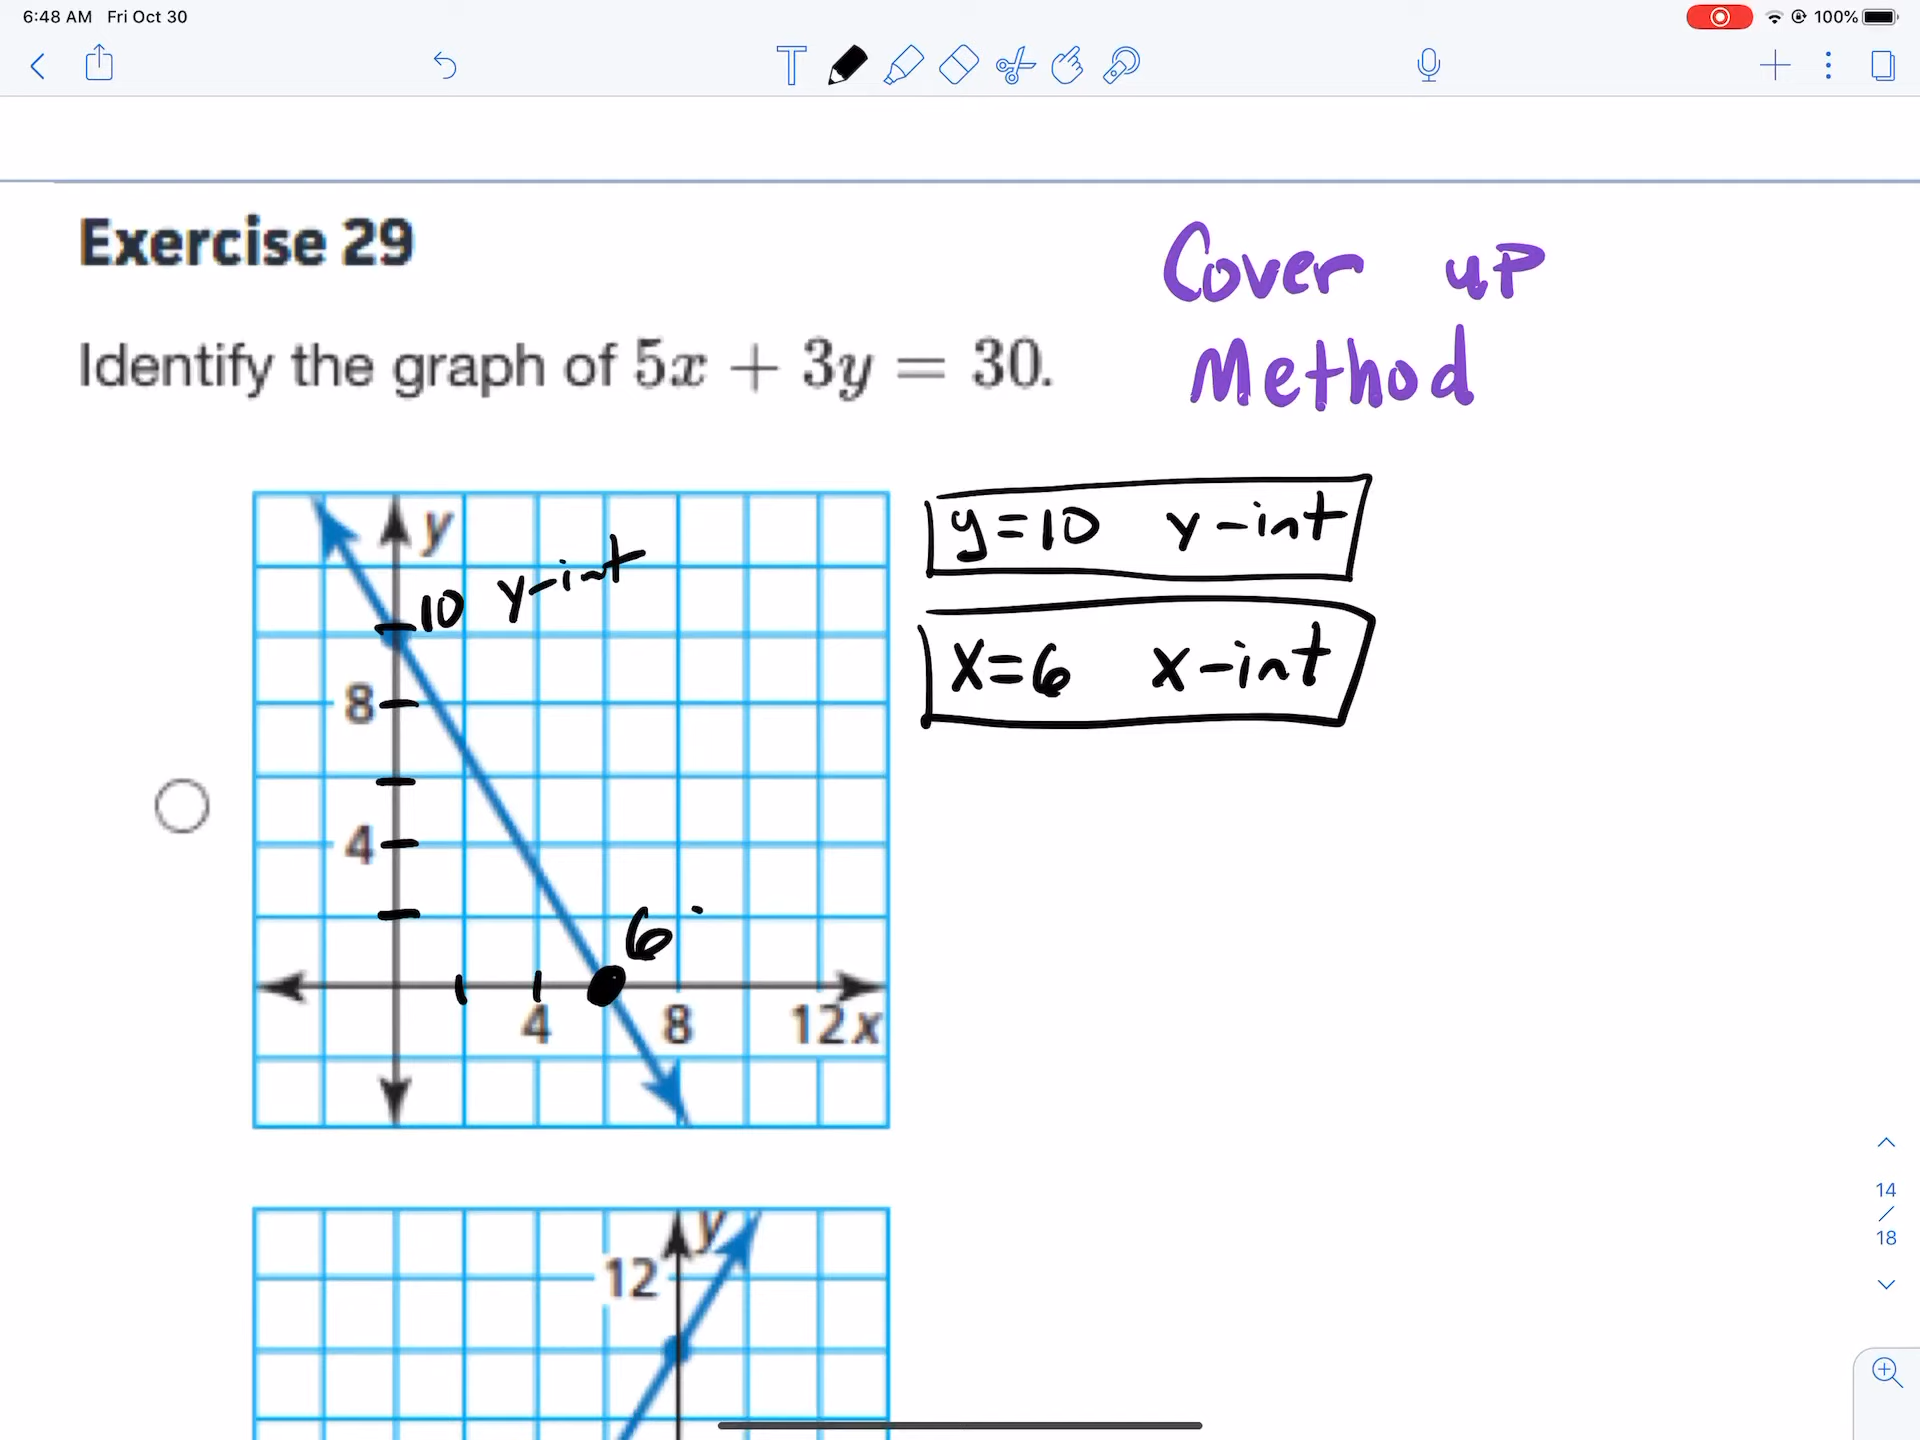 6:48 AM Fri Oct 30
100%
Exercise 29
Cover up
Method
Identify the graph of 5x + 3y = 30.
y
10 y-int
8
4
6
4 8 12 x
y=10 y-int
x=6 x-int
y
12
14
/
18